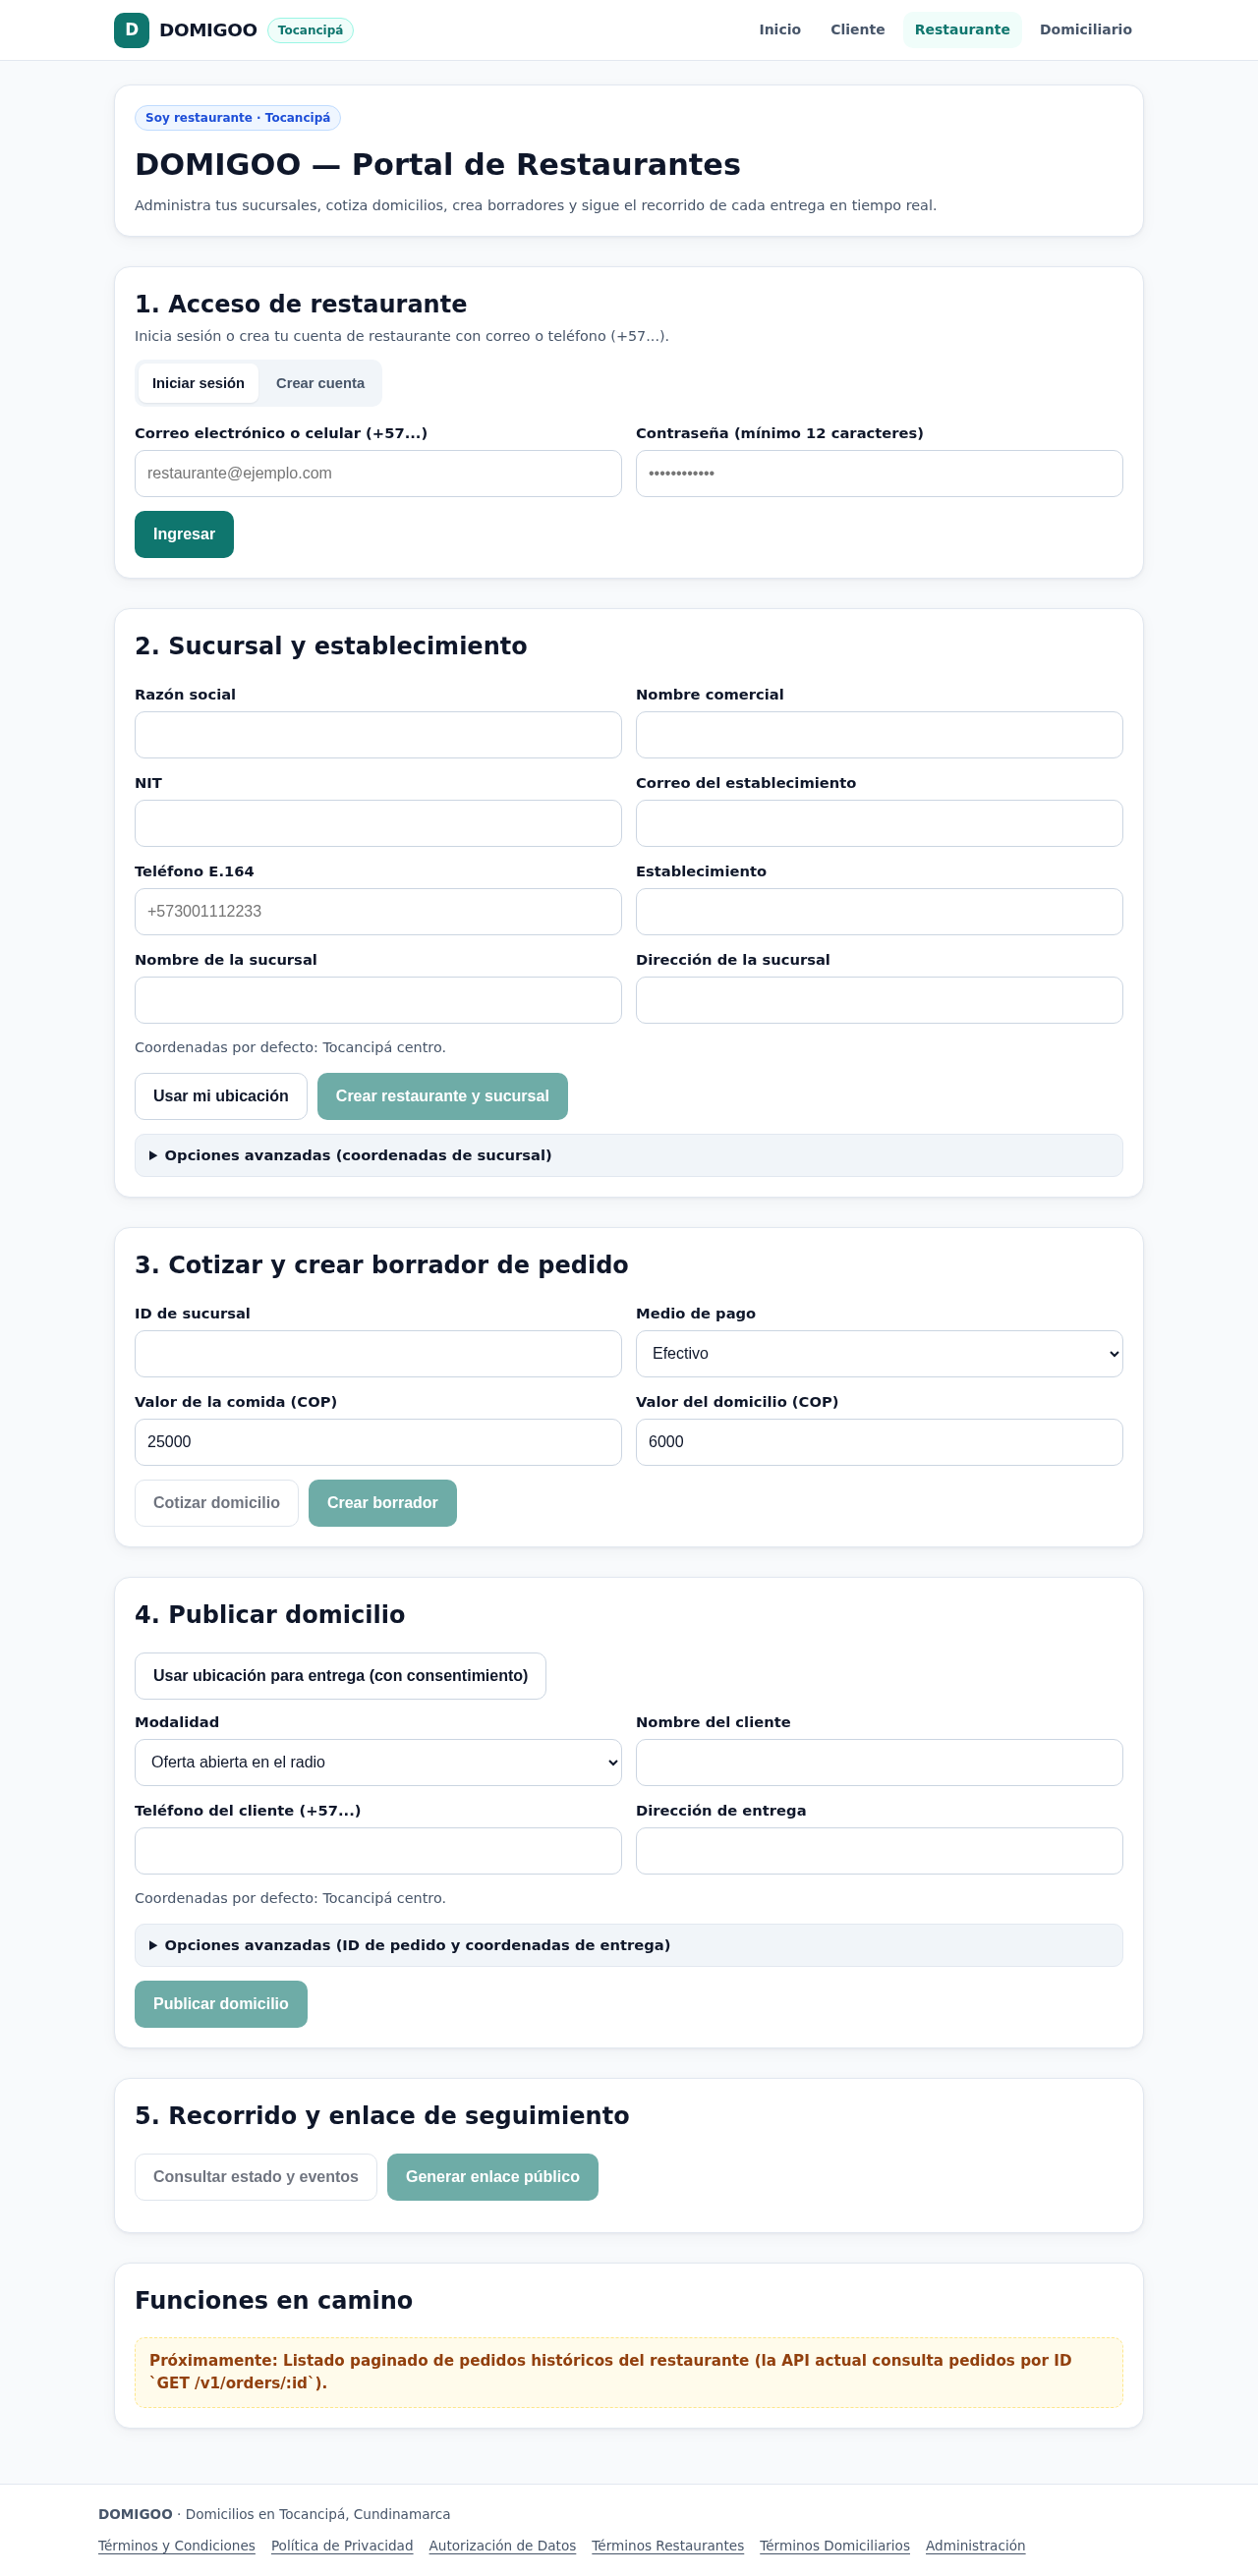 D DOMIGOO Tocancipá Inicio Cliente Restaurante Domiciliario
Soy restaurante · Tocancipá
DOMIGOO — Portal de Restaurantes
Administra tus sucursales, cotiza domicilios, crea borradores y sigue el recorrido de cada entrega en tiempo real.
1. Acceso de restaurante
Inicia sesión o crea tu cuenta de restaurante con correo o teléfono (+57...).
Iniciar sesión Crear cuenta
Correo electrónico o celular (+57...) Contraseña (mínimo 12 caracteres)
restaurante@ejemplo.com ••••••••••••
Ingresar
2. Sucursal y establecimiento
Razón social Nombre comercial
NIT Correo del establecimiento
Teléfono E.164 Establecimiento
+573001112233
Nombre de la sucursal Dirección de la sucursal
Coordenadas por defecto: Tocancipá centro.
Usar mi ubicación Crear restaurante y sucursal
▶ Opciones avanzadas (coordenadas de sucursal)
3. Cotizar y crear borrador de pedido
ID de sucursal Medio de pago
Efectivo
Valor de la comida (COP) Valor del domicilio (COP)
25000 6000
Cotizar domicilio Crear borrador
4. Publicar domicilio
Usar ubicación para entrega (con consentimiento)
Modalidad Nombre del cliente
Oferta abierta en el radio
Teléfono del cliente (+57...) Dirección de entrega
Coordenadas por defecto: Tocancipá centro.
▶ Opciones avanzadas (ID de pedido y coordenadas de entrega)
Publicar domicilio
5. Recorrido y enlace de seguimiento
Consultar estado y eventos Generar enlace público
Funciones en camino
Próximamente: Listado paginado de pedidos históricos del restaurante (la API actual consulta pedidos por ID
`GET /v1/orders/:id`).
DOMIGOO · Domicilios en Tocancipá, Cundinamarca
Términos y Condiciones Política de Privacidad Autorización de Datos Términos Restaurantes Términos Domiciliarios Administración